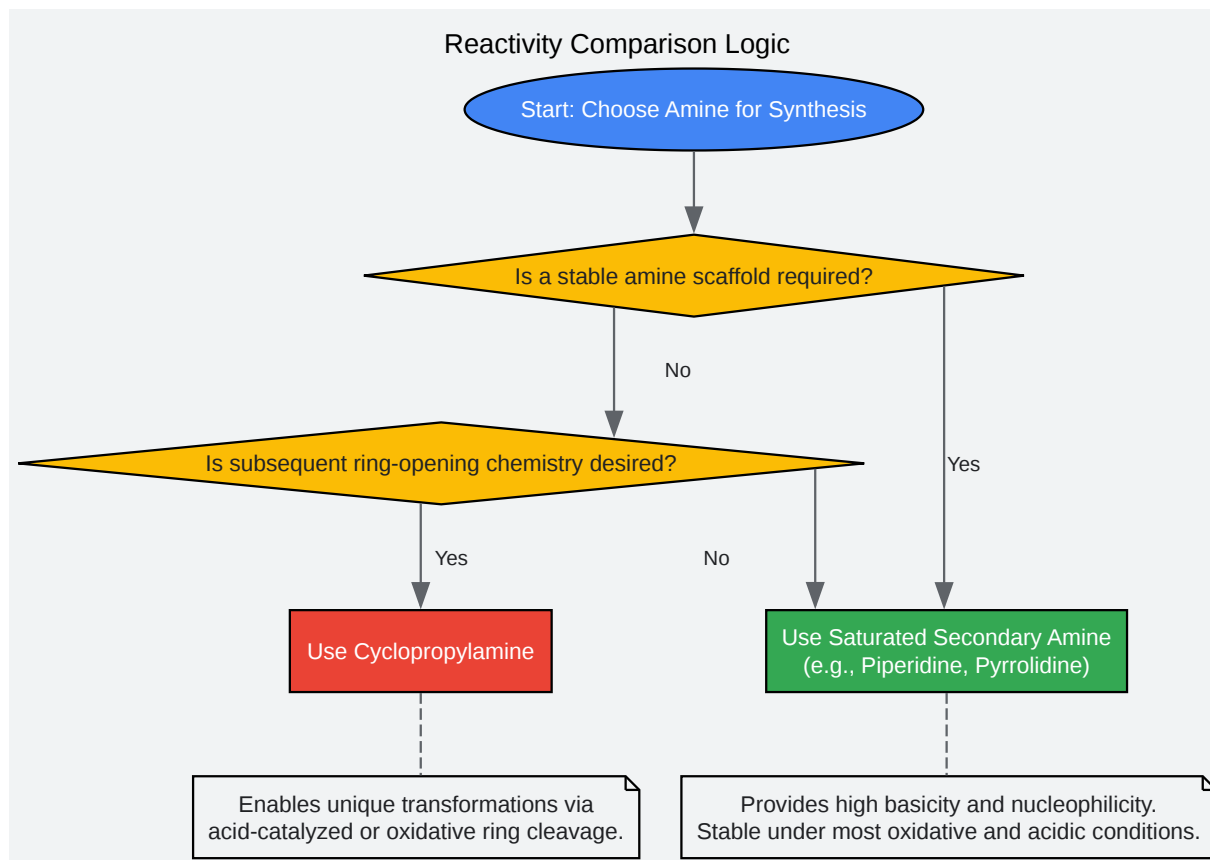 Reactivity Comparison Logic
Start: Choose Amine for Synthesis
Is a stable amine scaffold required?
No
Is subsequent ring-opening chemistry desired?
Yes
Yes
No
Use Cyclopropylamine
Use Saturated Secondary Amine
(e.g., Piperidine, Pyrrolidine)
Enables unique transformations via
acid-catalyzed or oxidative ring cleavage.
Provides high basicity and nucleophilicity.
Stable under most oxidative and acidic conditions.